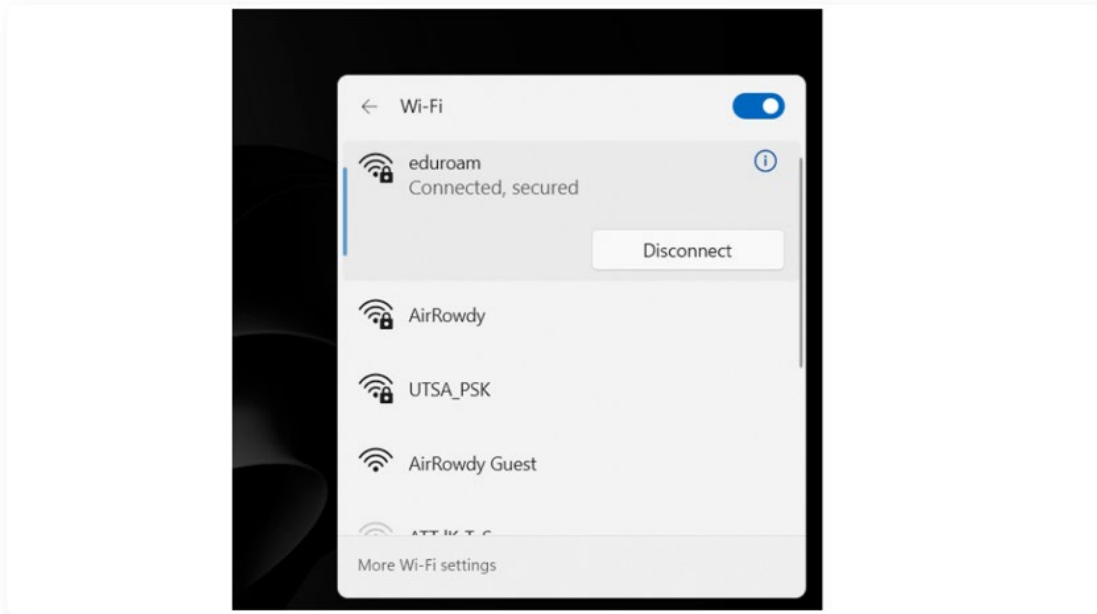 Wi-Fi
eduroam
Connected, secured
Disconnect
AirRowdy
UTSA_PSK
AirRowdy Guest
More Wi-Fi settings